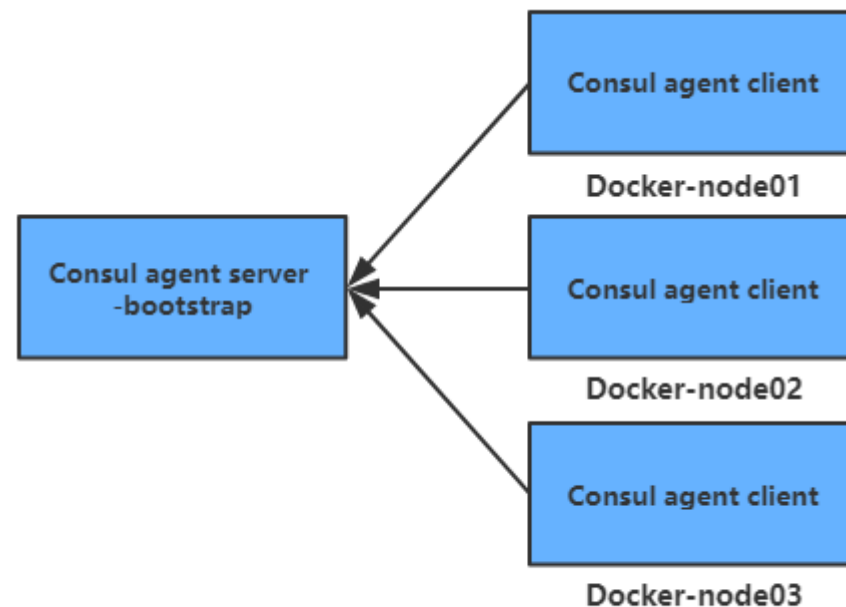 Consul agent client
Docker-node01
Consul agent server
-bootstrap
Consul agent client
Docker-node02
Consul agent client
Docker-node03